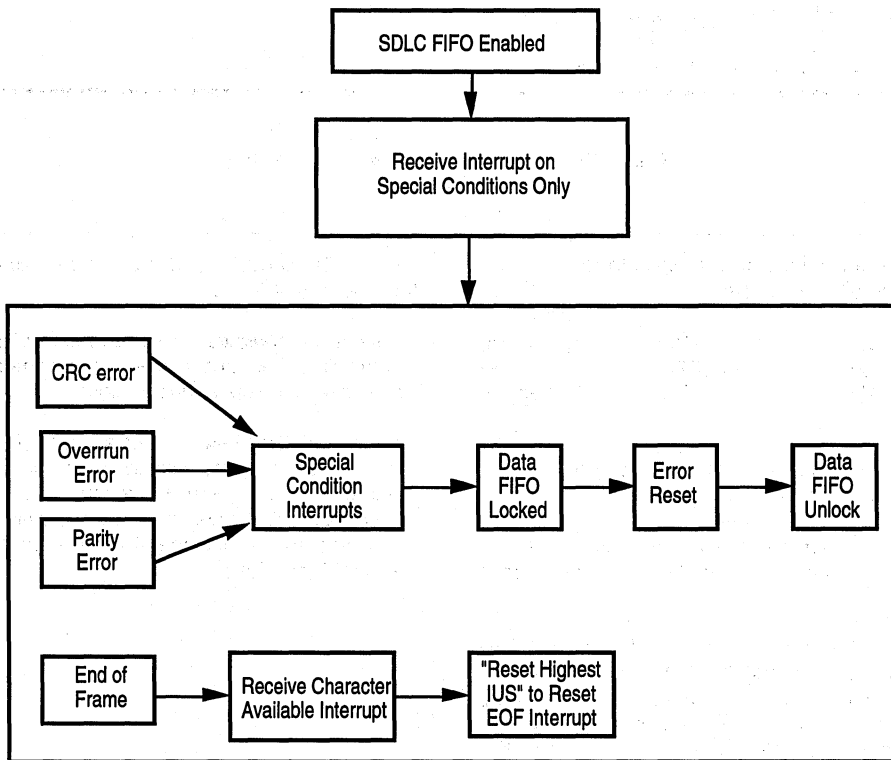 SDLC FIFO Enabled
Receive Interrupt on
Special Conditions Only
CRC error
Overrrun
Error
Parity
Error
Special
Condition
Interrupts
Data
FIFO
Locked
Error
Reset
Data
FIFO
Unlock
End of
Frame
Receive Character
Available Interrupt
"Reset Highest
IUS" to Reset
EOF Interrupt